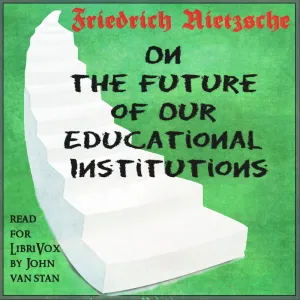 Friedrich Nietzsche
ON
THE FUTURE
OF OUR
EDUCATIONAL
INSTITUTIONS
READ
FOR
LIBRIVOX
BY JOHN
VAN STAN